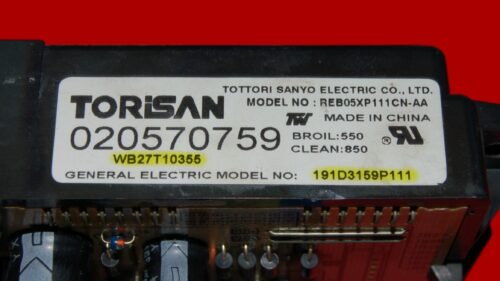 TOTTORI SANYO ELECTRIC CO., LTD.
TORiSAN MODEL NO : REB05XP111CN-AA
MADE IN CHINA
020570759 BROIL:550
WB27T10355 CLEAN:850
GENERAL ELECTRIC MODEL NO: 191D3159P111